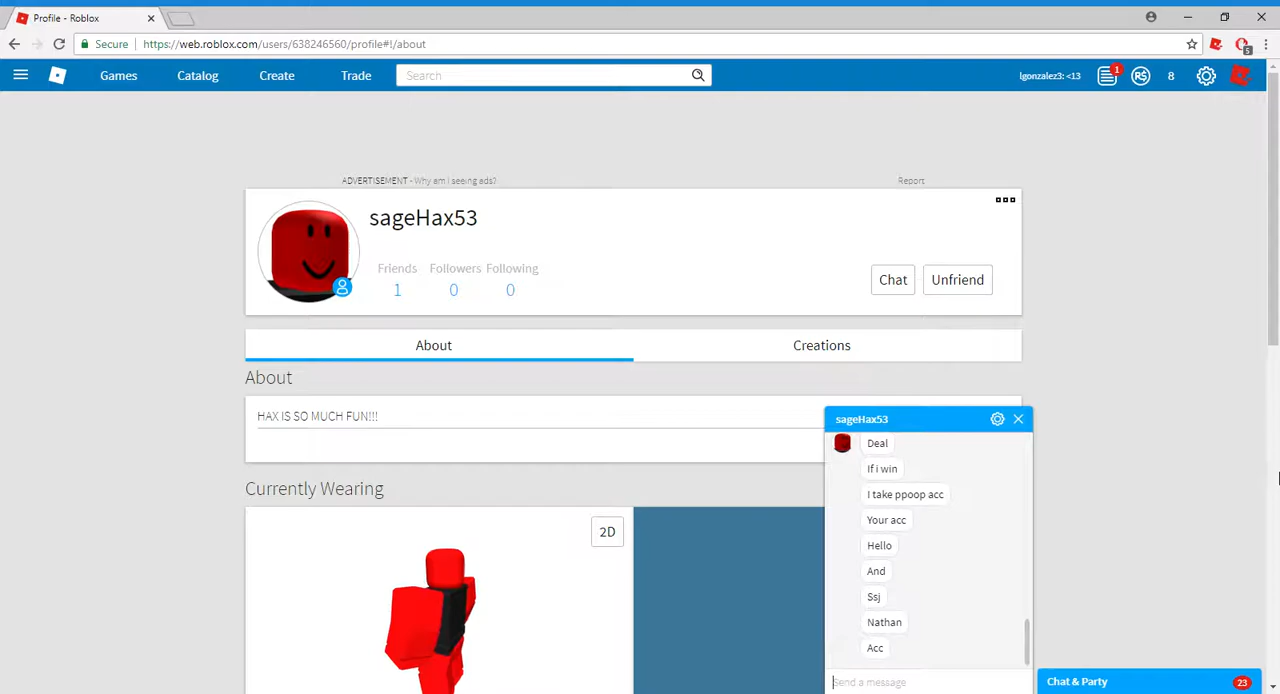 Profile - Roblox
Secure https://web.roblox.com/users/638246560/profile#!/about
5
Games Catalog Create Trade Search lgonzalez3: <13 1 R$ 8
ADVERTISEMENT - Why am I seeing ads? Report
sageHax53
Friends Followers Following
1 0 0
Chat Unfriend
About Creations
About
HAX IS SO MUCH FUN!!!
Currently Wearing
2D
sageHax53
Deal
If i win
I take ppoop acc
Your acc
Hello
And
Ssj
Nathan
Acc
Send a message
Chat & Party 23